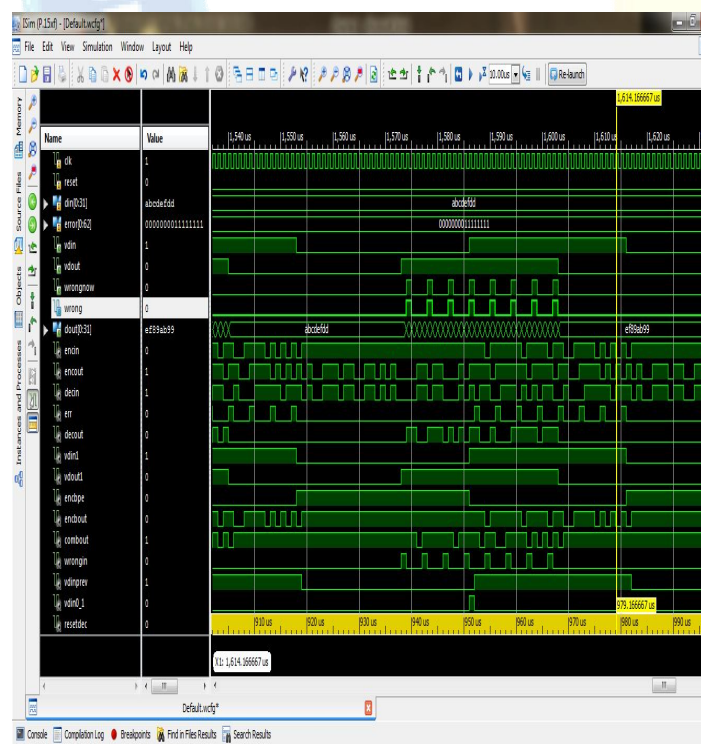 ISim (P.15xf) - [Default.wcfg*]
File Edit View Simulation Window Layout Help
10.00us Re-launch
1,614.166667 us
Name Value
1,540 us 1,550 us 1,560 us 1,570 us 1,580 us 1,590 us 1,600 us 1,610 us 1,620 us
clk 1
reset 0
din[0:31] abcdefdd abcdefdd
error[0:62] 0000000011111111 0000000011111111
vdin 1
vdout 0
wrongnow 0
wrong 0
dout[0:31] ef89ab99 abcdefdd ef89ab99
encin 0
encout 1
decin 1
err 0
decout 0
vdin1 1
vdout1 0
encbpe 0
encbout 0
combout 1
wrongin 0
vdinprev 1
vdin0_1 0
979.166667 us
resetdec 0
910 us 920 us 930 us 940 us 950 us 960 us 970 us 980 us 990 us
X1: 1,614.166667 us
Memory
Source Files
Objects
Instances and Processes
Default.wcfg*
Console Compilation Log Breakpoints Find in Files Results Search Results